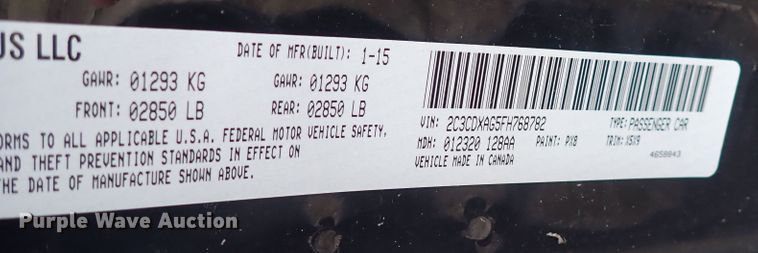 US LLC
DATE OF MFR(BUILT): 1-15
GAWR: 01293 KG
GAWR: 01293 KG
FRONT: 02850 LB
REAR: 02850 LB
ORMS TO ALL APPLICABLE U.S.A. FEDERAL MOTOR VEHICLE SAFETY,
AND THEFT PREVENTION STANDARDS IN EFFECT ON
THE DATE OF MANUFACTURE SHOWN ABOVE.
VIN: 2C3CDXAG5FH768782
TYPE: PASSENGER CAR
MDH: 012320 128AA
PAINT: PX8
TRIM: X5X9
VEHICLE MADE IN CANADA
4658843
Purple Wave Auction